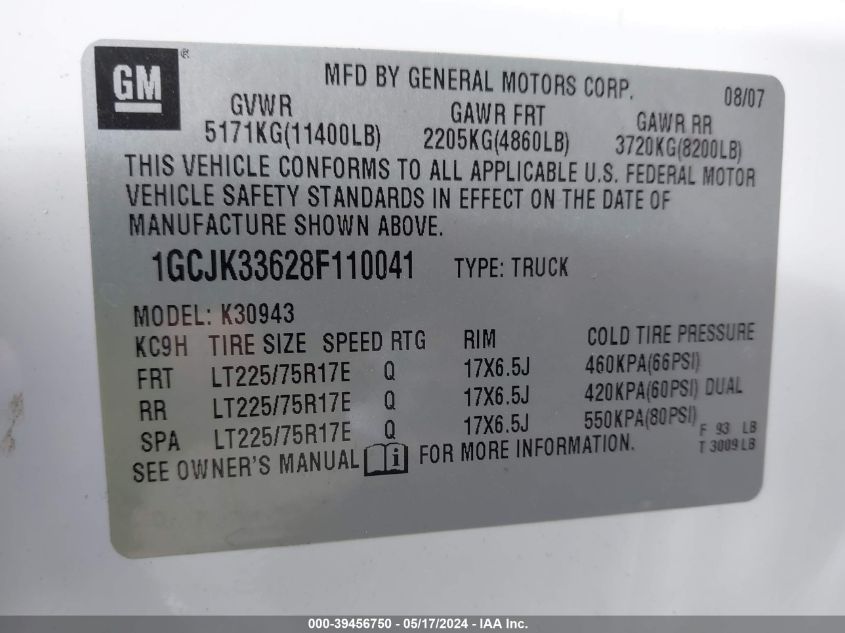 GM ®
MFD BY GENERAL MOTORS CORP. 08/07
GVWR GAWR FRT GAWR RR
5171KG(11400LB) 2205KG(4860LB) 3720KG(8200LB)
THIS VEHICLE CONFORMS TO ALL APPLICABLE U.S. FEDERAL MOTOR
VEHICLE SAFETY STANDARDS IN EFFECT ON THE DATE OF
MANUFACTURE SHOWN ABOVE.
1GCJK33628F110041 TYPE: TRUCK
MODEL: K30943
KC9H TIRE SIZE SPEED RTG RIM COLD TIRE PRESSURE
FRT LT225/75R17E Q 17X6.5J 460KPA(66PSI)
RR LT225/75R17E Q 17X6.5J 420KPA(60PSI) DUAL
SPA LT225/75R17E Q 17X6.5J 550KPA(80PSI) F 93 LB
SEE OWNER'S MANUAL i FOR MORE INFORMATION. T 3009 LB
000-39456750 - 05/17/2024 - IAA Inc.